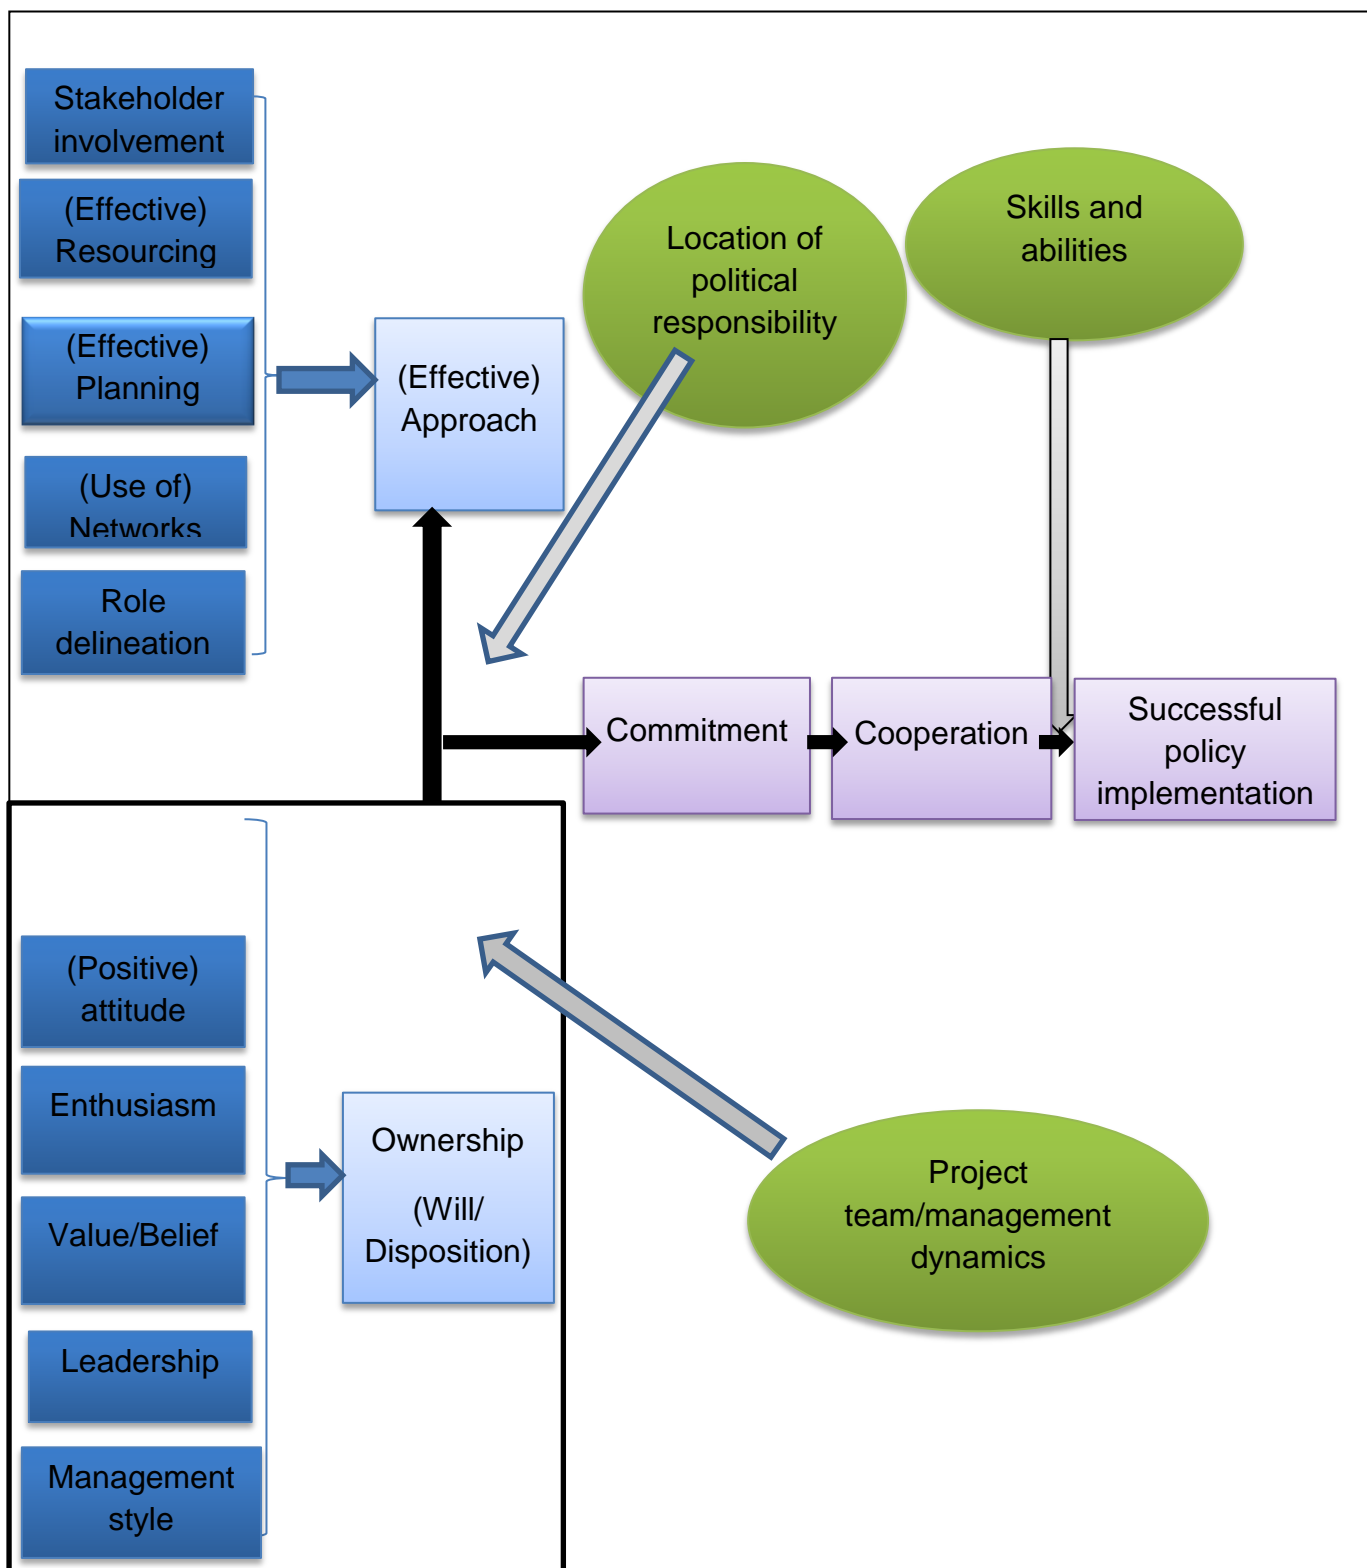 Stakeholder
involvement
(Effective)
Resourcing
(Effective)
Planning
(Use of)
Networks
Role
delineation
(Effective)
Approach
Location of
political
responsibility
Skills and
abilities
Commitment
Cooperation
Successful
policy
implementation
(Positive)
attitude
Enthusiasm
Value/Belief
Leadership
Management
style
Ownership
(Will/
Disposition)
Project
team/management
dynamics